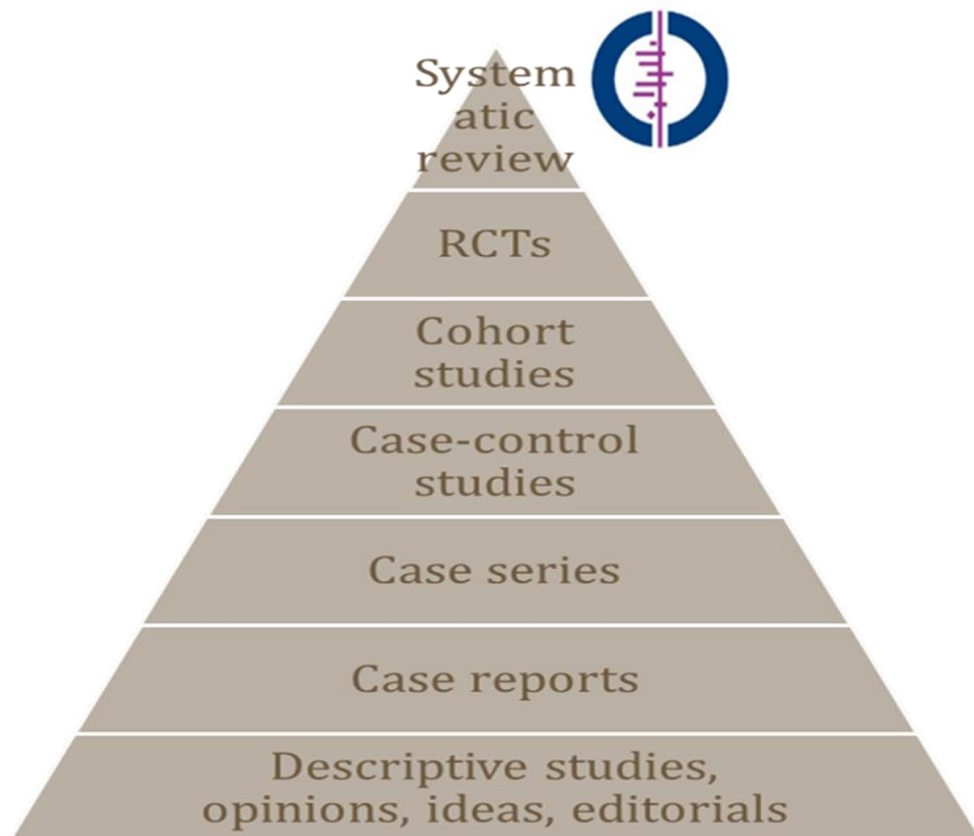 System
atic
review
RCTs
Cohort
studies
Case-control
studies
Case series
Case reports
Descriptive studies,
opinions, ideas, editorials